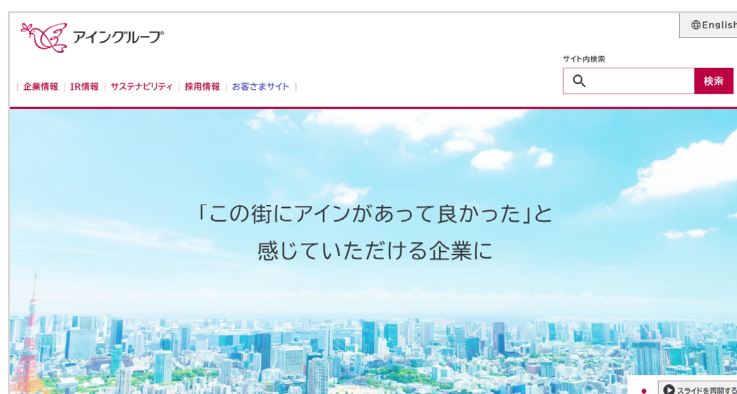 アイングループ
English
サイト内検索
検索
企業情報 | IR情報 | サステナビリティ | 採用情報 | お客さまサイト |
「この街にアインがあって良かった」と
感じていただける企業に
スライドを再開する